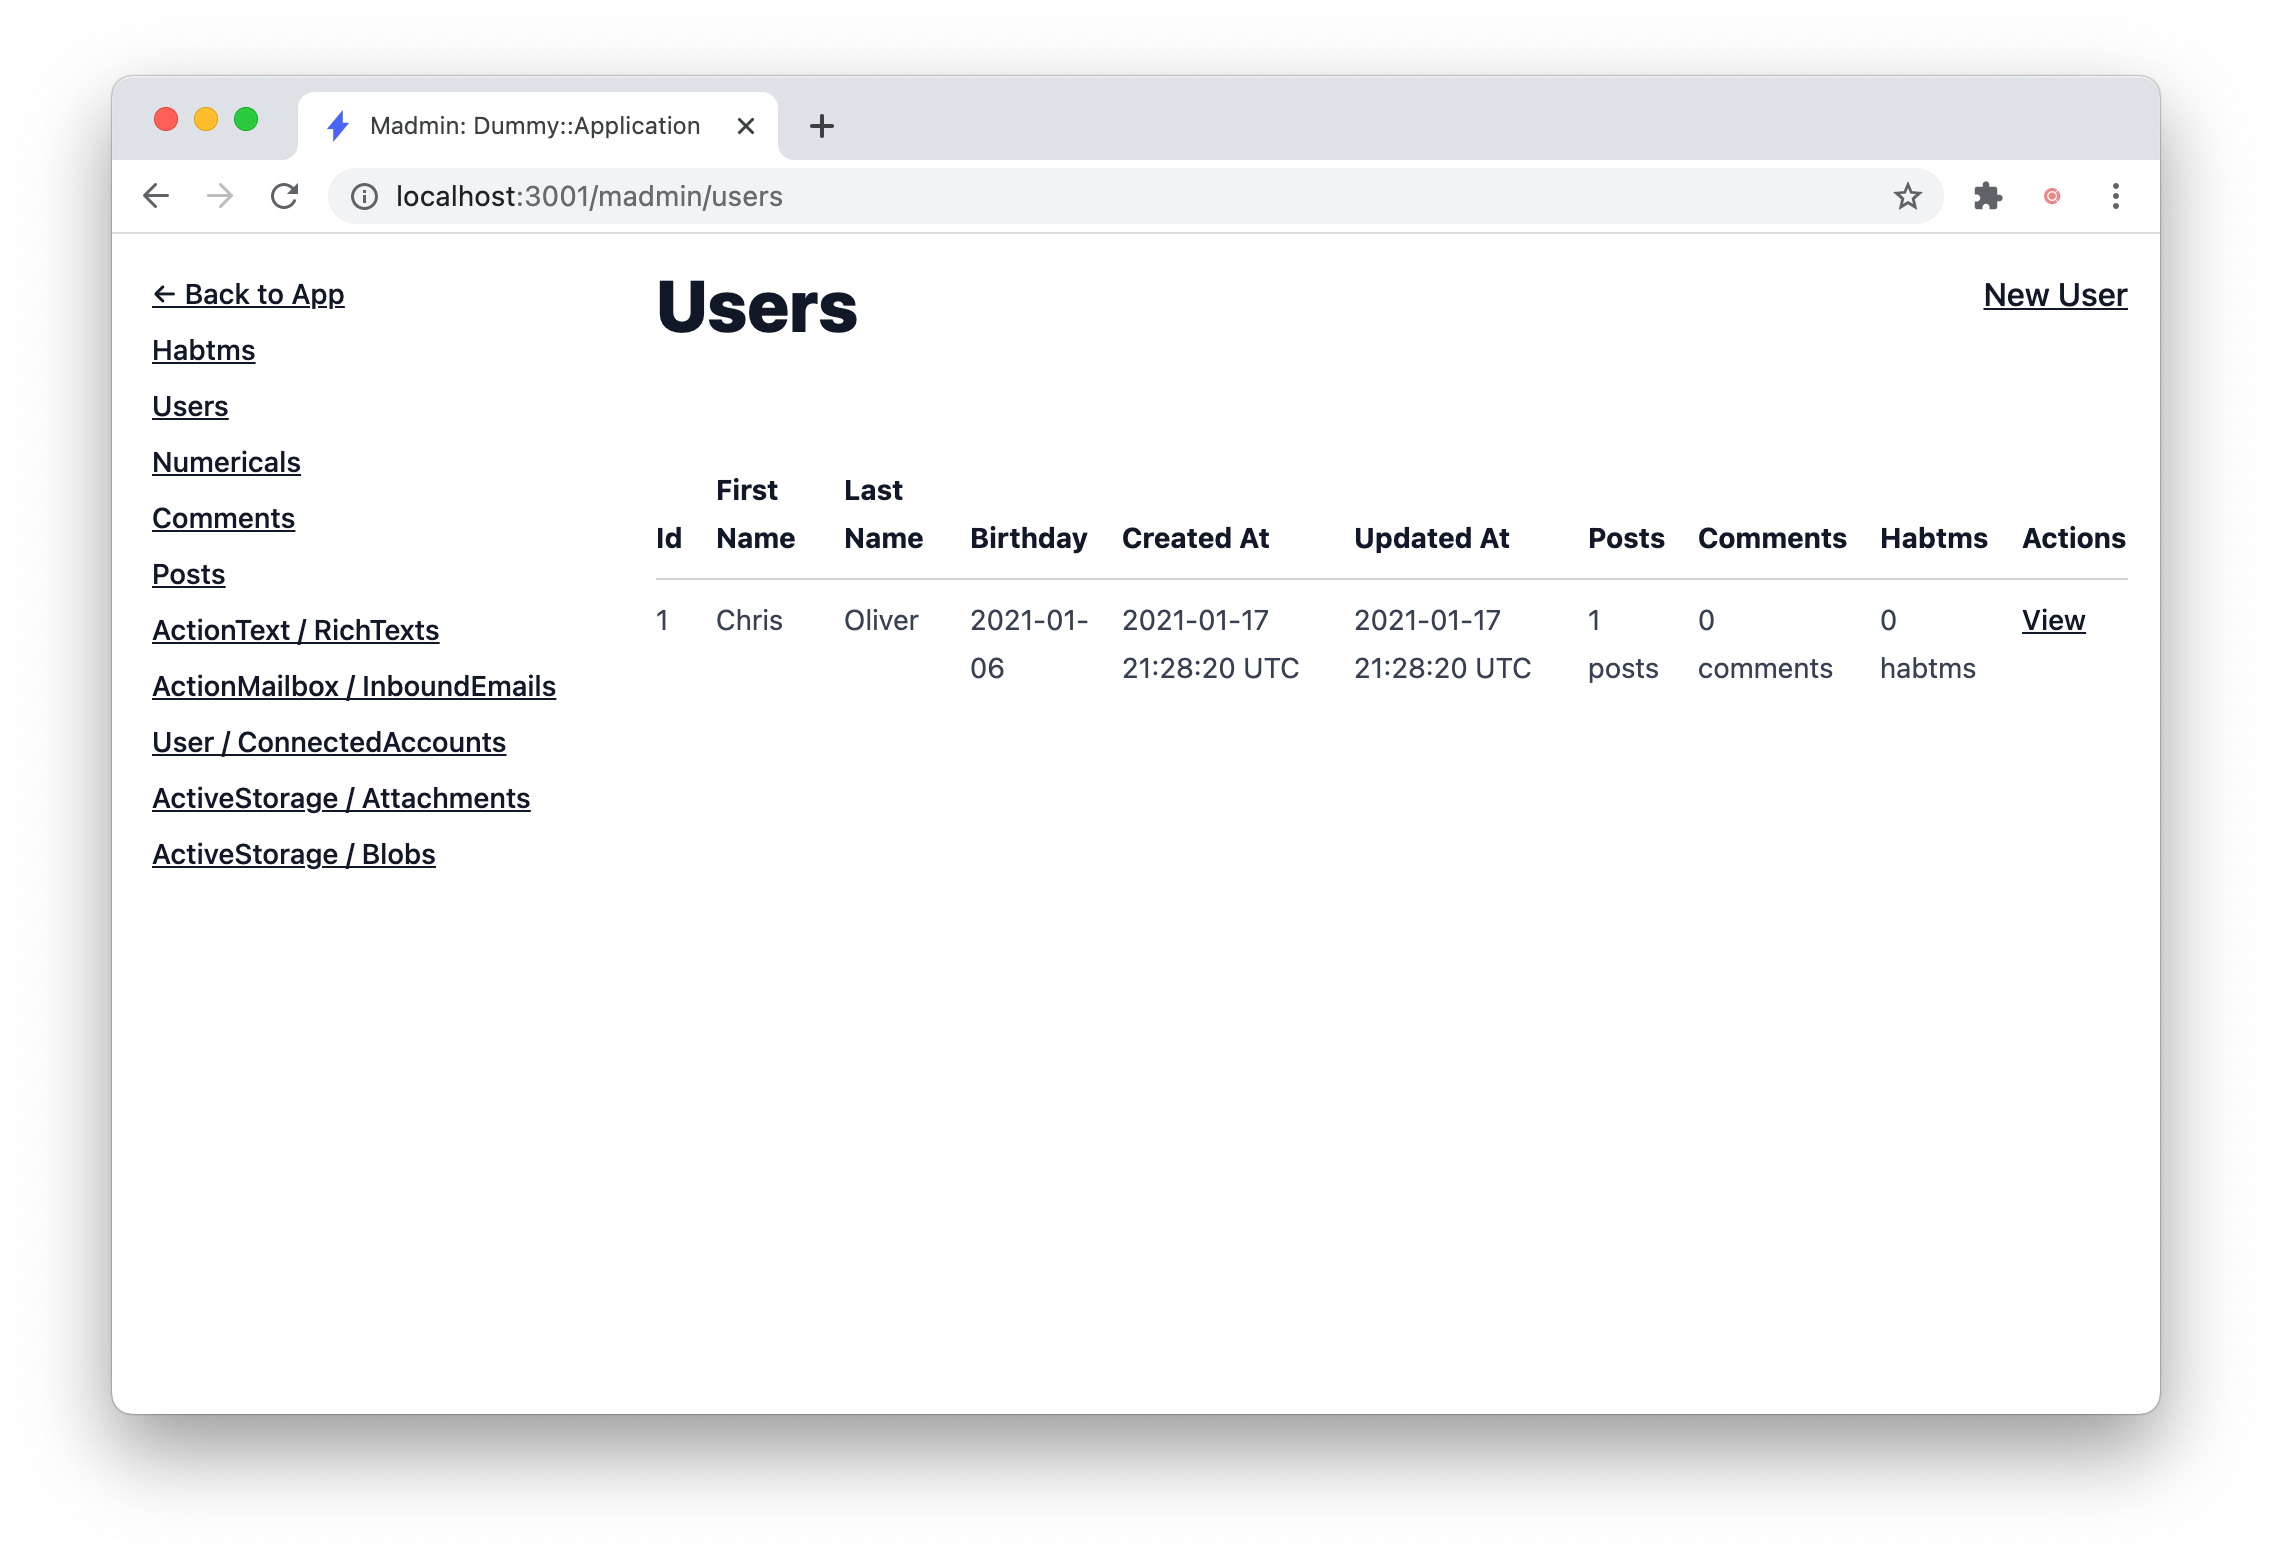 Madmin: Dummy::Application
localhost:3001/madmin/users
← Back to App
Habtms
Users
Numericals
Comments
Posts
ActionText / RichTexts
ActionMailbox / InboundEmails
User / ConnectedAccounts
ActiveStorage / Attachments
ActiveStorage / Blobs
Users
New User
Id First Name Last Name Birthday Created At Updated At Posts Comments Habtms Actions
1 Chris Oliver 2021-01- 2021-01-17 2021-01-17 1 0 0 View
06 21:28:20 UTC 21:28:20 UTC posts comments habtms